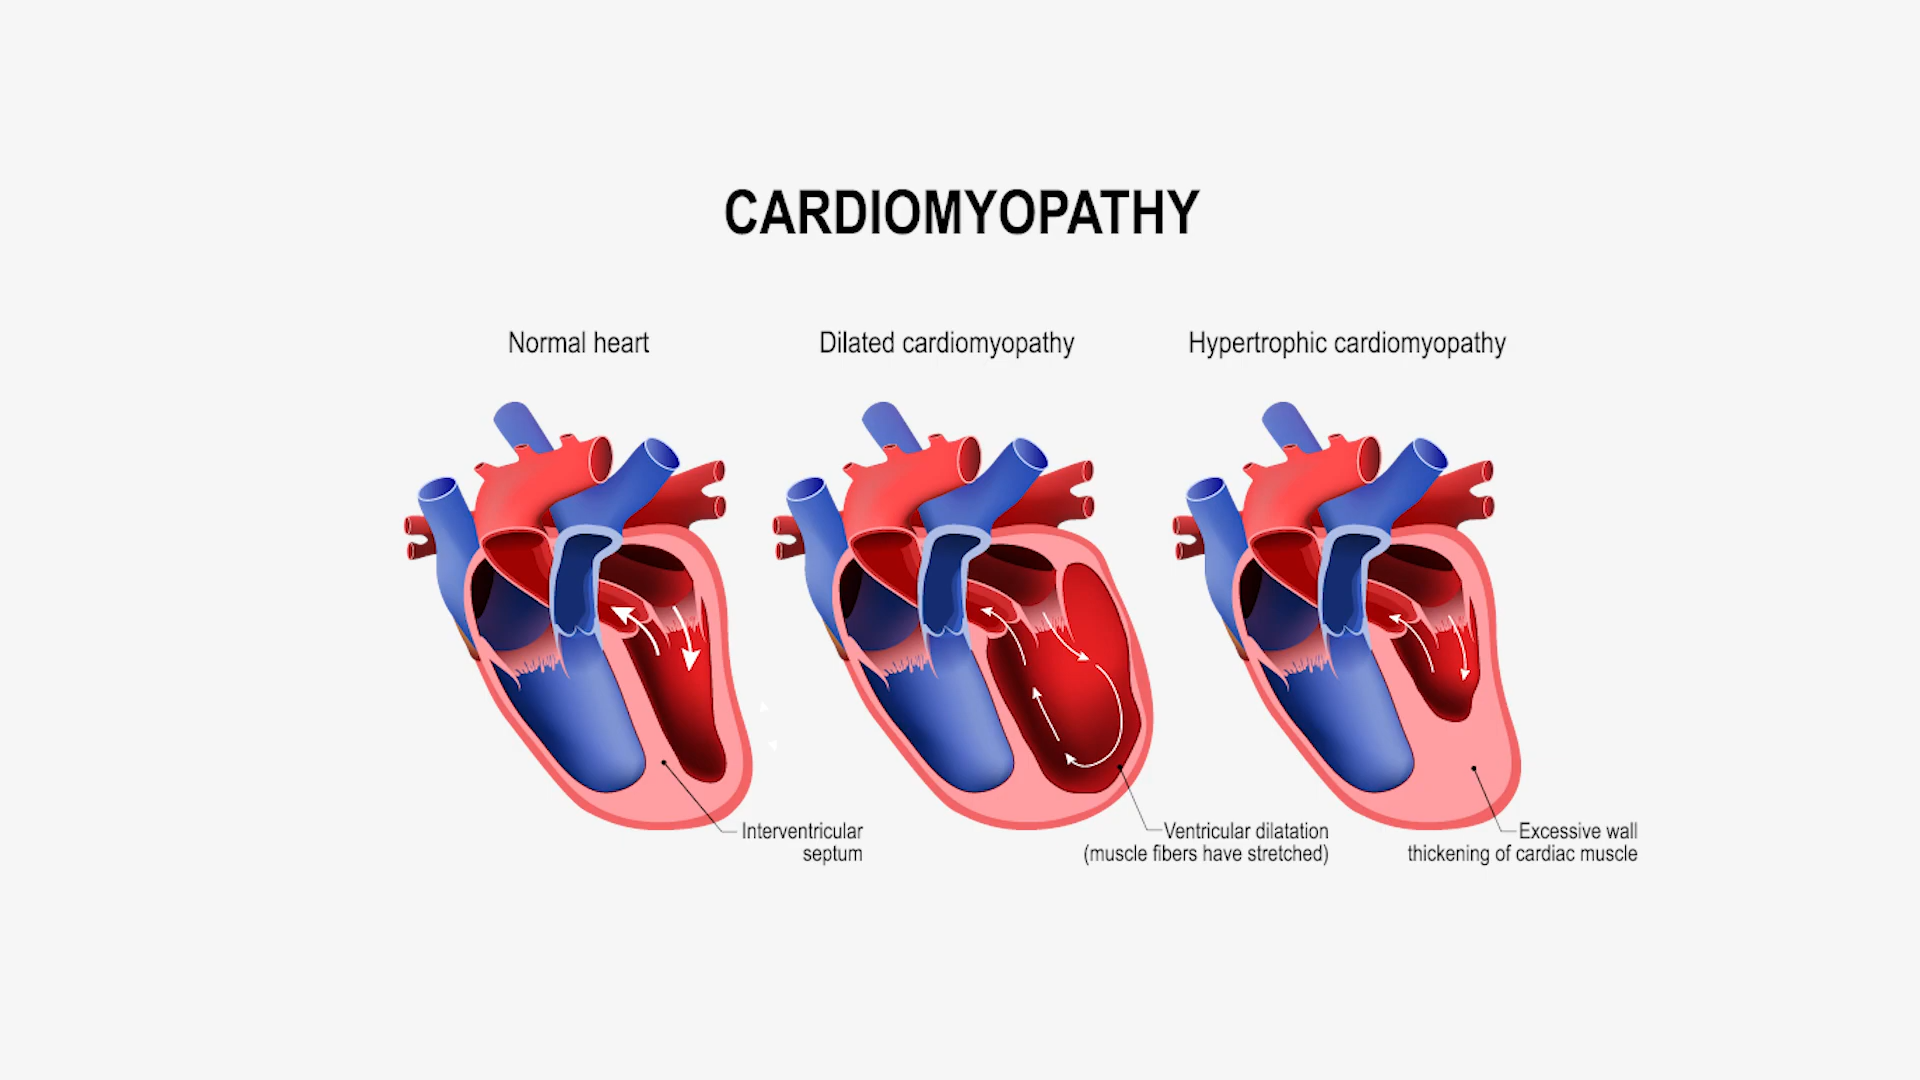 CARDIOMYOPATHY
Normal heart
Dilated cardiomyopathy
Hypertrophic cardiomyopathy
Interventricular
septum
Ventricular dilatation
(muscle fibers have stretched)
Excessive wall
thickening of cardiac muscle